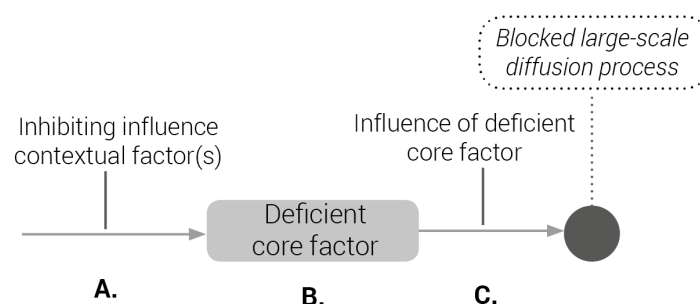 Blocked large-scale
diffusion process
Inhibiting influence
contextual factor(s)
Influence of deficient
core factor
Deficient
core factor
A.
B.
C.